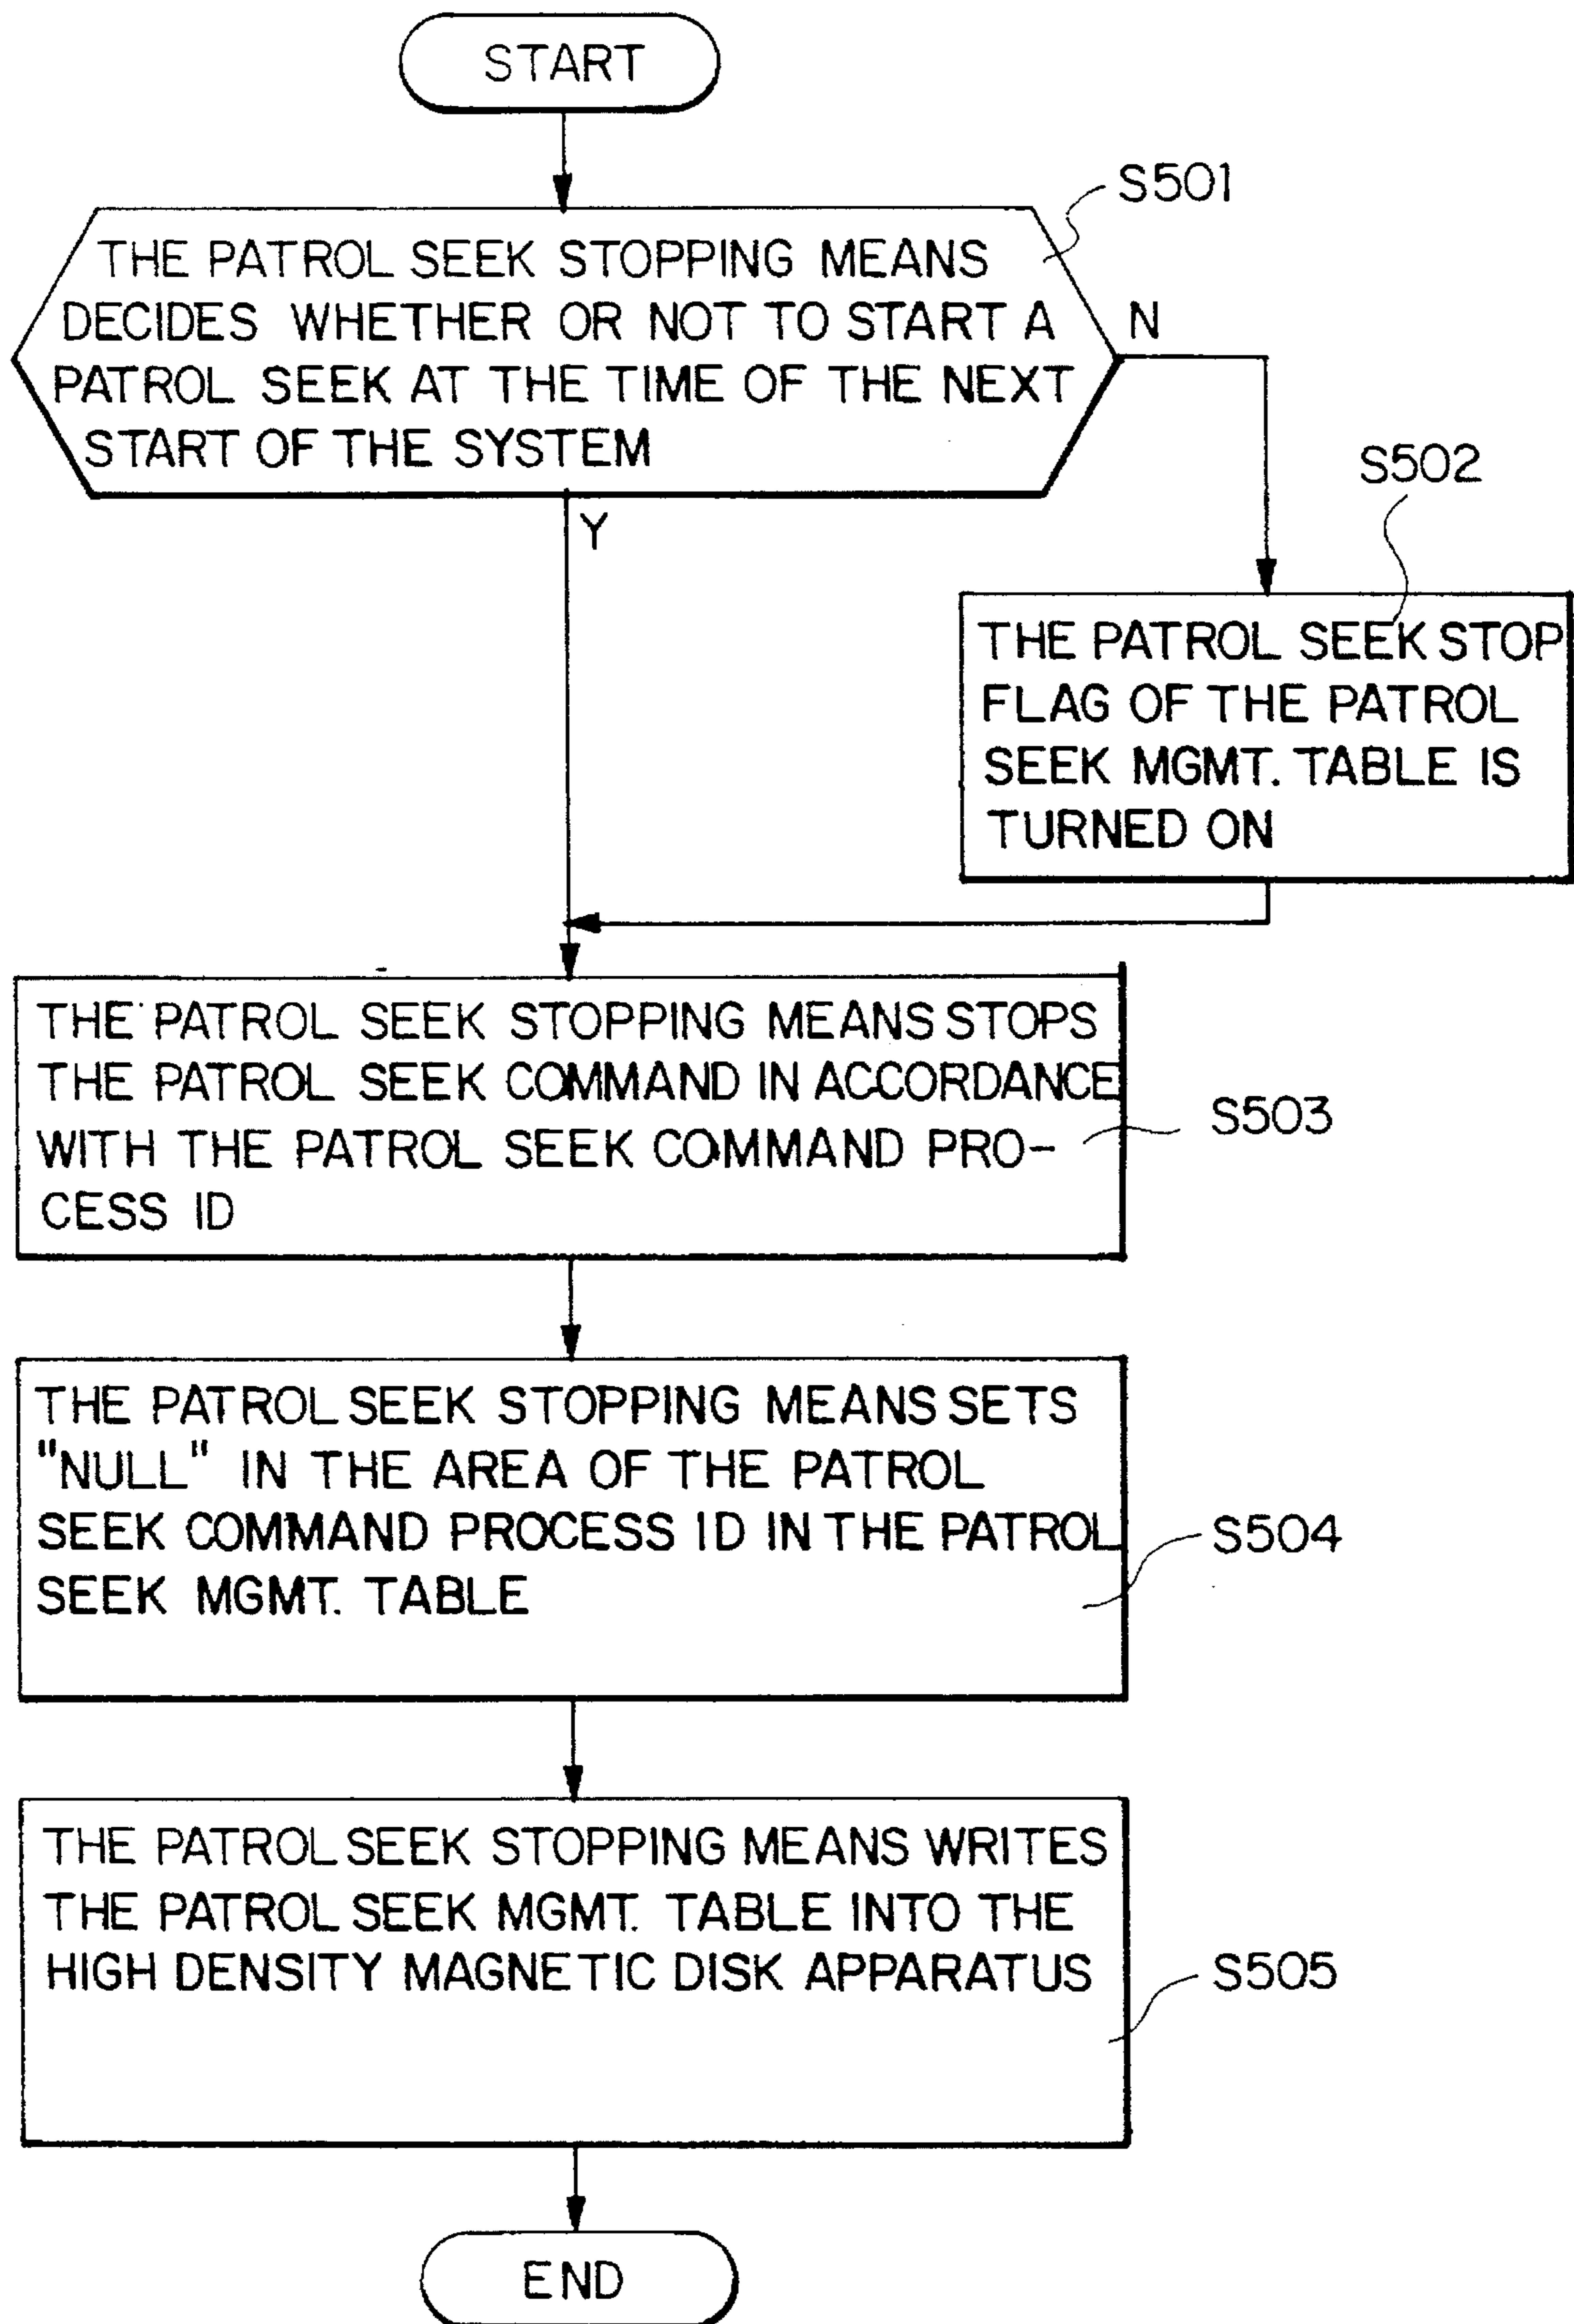 START
S501
THE PATROL SEEK STOPPING MEANS
DECIDES WHETHER OR NOT TO START A
PATROL SEEK AT THE TIME OF THE NEXT
START OF THE SYSTEM
N
Y
S502
THE PATROL SEEK STOP
FLAG OF THE PATROL
SEEK MGMT. TABLE IS
TURNED ON
THE PATROL SEEK STOPPING MEANS STOPS
THE PATROL SEEK COMMAND IN ACCORDANCE
WITH THE PATROL SEEK COMMAND PRO-
CESS ID
S503
THE PATROL SEEK STOPPING MEANS SETS
"NULL" IN THE AREA OF THE PATROL
SEEK COMMAND PROCESS ID IN THE PATROL
SEEK MGMT. TABLE
S504
THE PATROL SEEK STOPPING MEANS WRITES
THE PATROL SEEK MGMT. TABLE INTO THE
HIGH DENSITY MAGNETIC DISK APPARATUS
S505
END